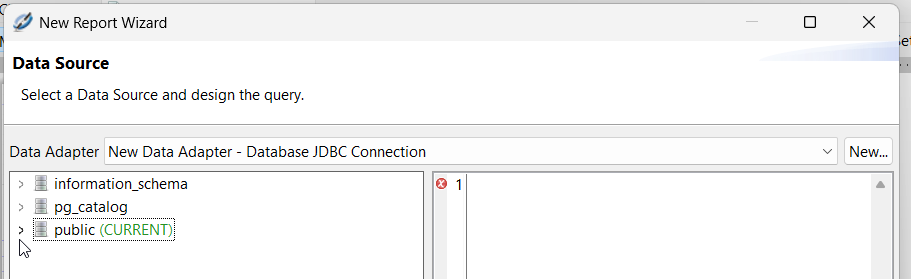 New Report Wizard
Data Source
Select a Data Source and design the query.
Data Adapter New Data Adapter - Database JDBC Connection New...
information_schema 1
pg_catalog
public (CURRENT)